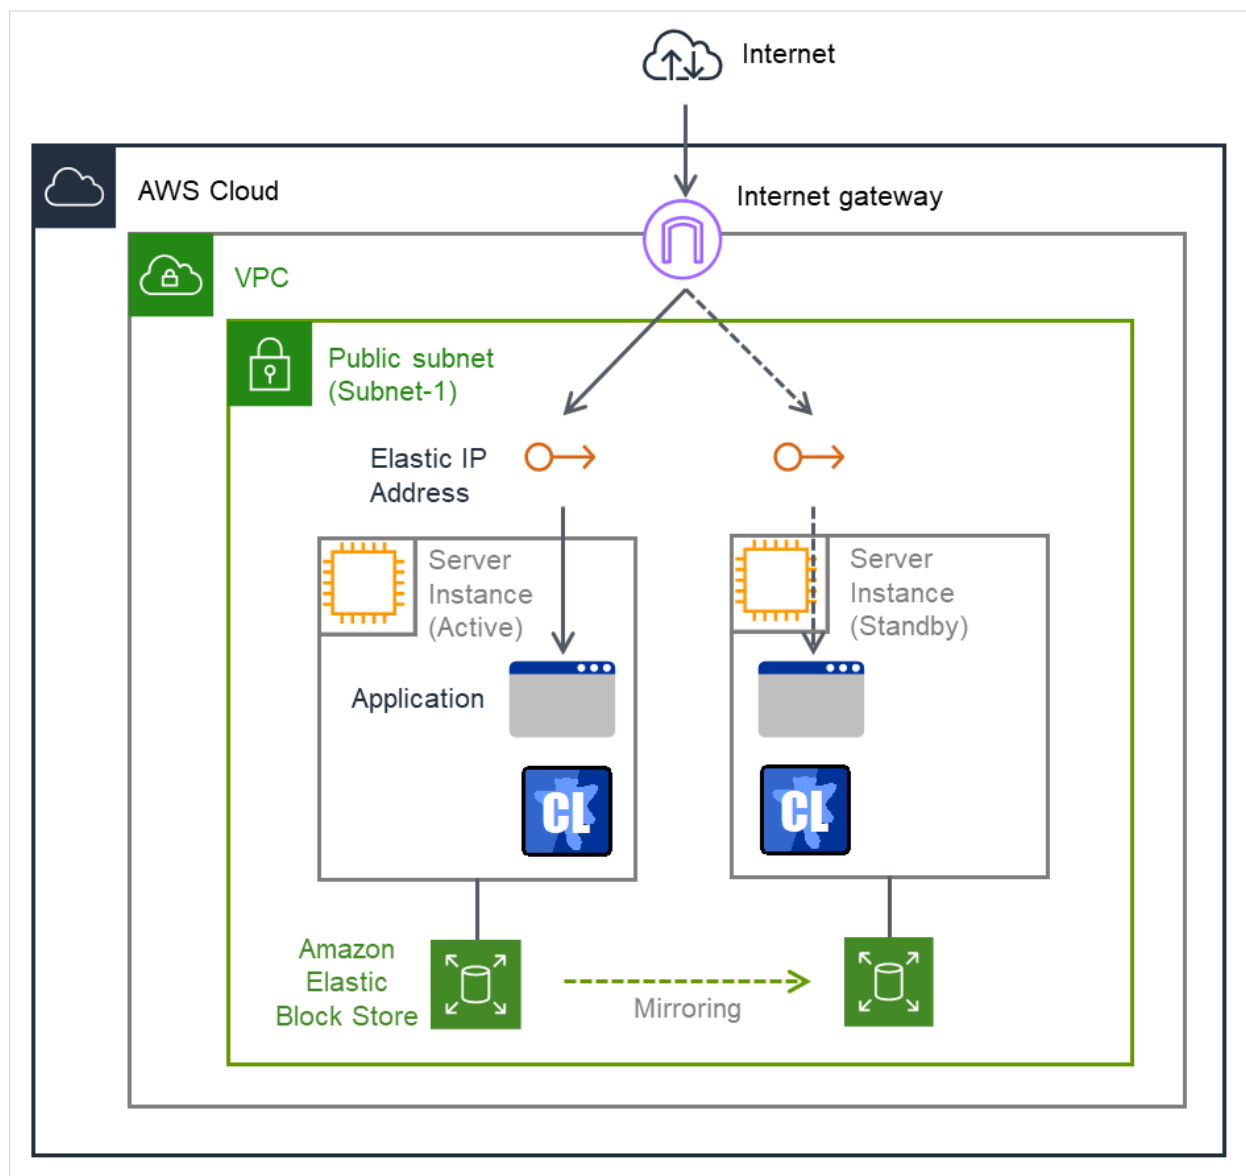 Internet
AWS Cloud
Internet gateway
VPC
Public subnet
(Subnet-1)
Elastic IP
Address
Server
Instance
(Active)
Server
Instance
(Standby)
Application
CL
CL
Amazon
Elastic
Block Store
Mirroring